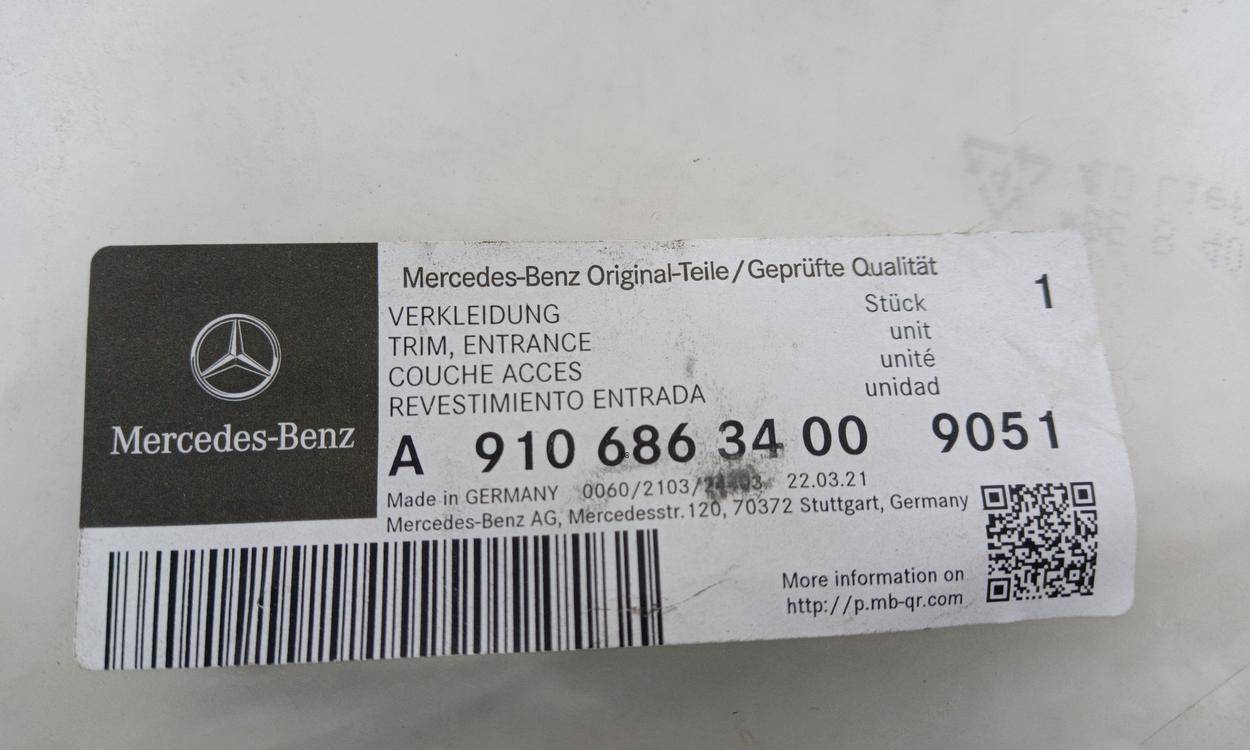 Mercedes-Benz
Mercedes-Benz Original-Teile/Geprüfte Qualität
VERKLEIDUNG Stück 1
TRIM, ENTRANCE unit
COUCHE ACCES unité
REVESTIMIENTO ENTRADA unidad
A 910 686 34 00 9051
Made in GERMANY 0060/2103/ 22.03.21
Mercedes-Benz AG, Mercedesstr.120, 70372 Stuttgart, Germany
More information on
http://p.mb-qr.com